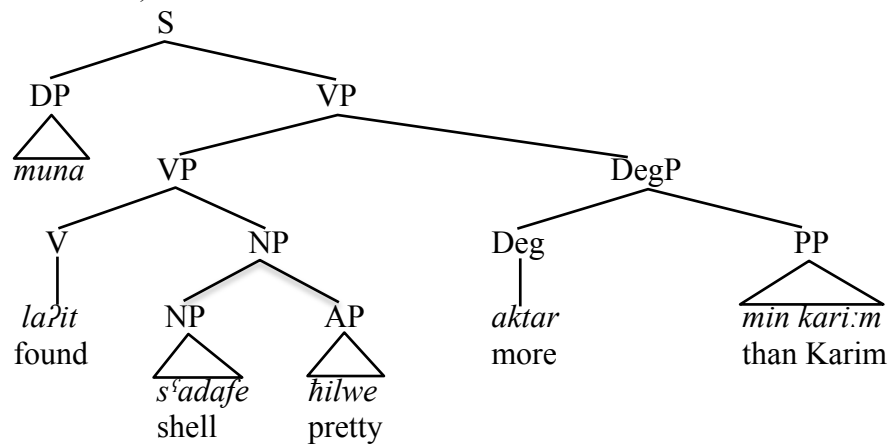 S
DP VP
muna
VP DegP
V NP Deg PP
laʔit NP AP aktar min kari:m
found more than Karim
sˤadafe ħilwe
shell pretty